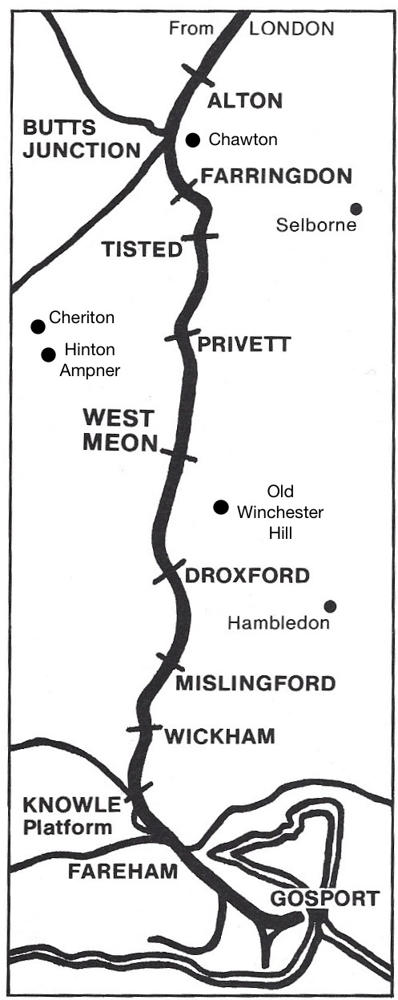 From LONDON
ALTON
BUTTS
JUNCTION
Chawton
FARRINGDON
Selborne
TISTED
Cheriton
Hinton
Ampner
PRIVETT
WEST
MEON
Old
Winchester
Hill
DROXFORD
Hambledon
MISLINGFORD
WICKHAM
KNOWLE
Platform
FAREHAM
GOSPORT